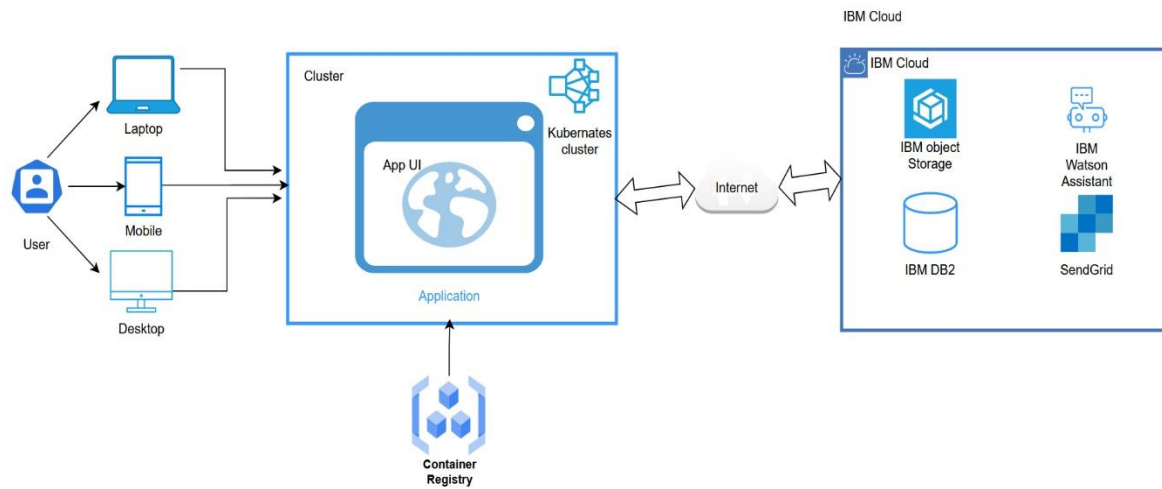 IBM Cloud
IBM Cloud
Cluster
Laptop
Kubernates
cluster
App UI
IBM object
Storage
IBM
Watson
Assistant
Internet
User
Mobile
IBM DB2
SendGrid
Application
Desktop
Container
Registry